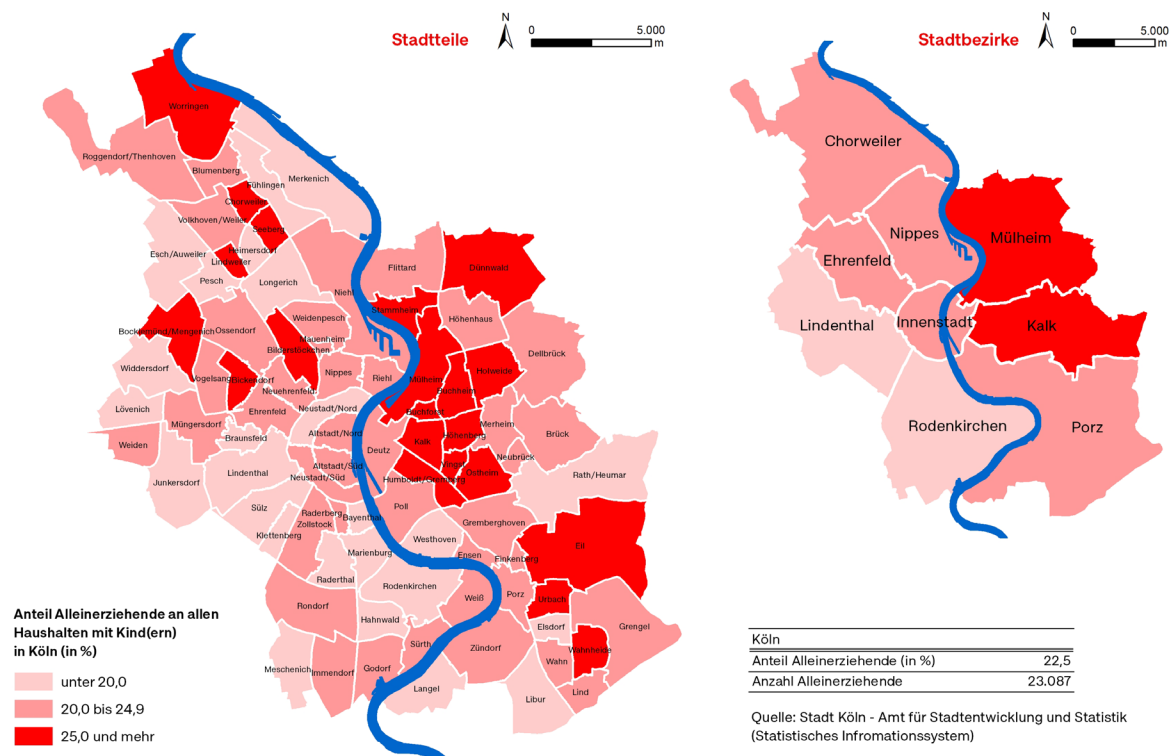 Stadtteile
N
0
5.000
m
Stadtbezirke
N
0
5.000
m
Worringen
Roggendorf/Thenhoven
Blumenberg
Merkenich
Fühlingen
Chorweiler
Volkhoven/Weiler
Seeberg
Heimersdorf
Esch/Auweiler
Lindweiler
Pesch
Longerich
Niehl
Flittard
Dünnwald
Stammheim
Höhenhaus
Weidenpesch
Bocklemünd/Mengenich
Ossendorf
Mauenheim
Bilderstöckchen
Dellbrück
Widdersdorf
Vogelsang
Bickendorf
Nippes
Riehl
Mülheim
Holweide
Neuehrenfeld
Buchheim
Lövenich
Ehrenfeld
Neustadt/Nord
Buchforst
Müngersdorf
Merheim
Altstadt/Nord
Brück
Weiden
Braunsfeld
Kalk
Höhenberg
Deutz
Neubrück
Lindenthal
Altstadt/Süd
Vingst
Ostheim
Rath/Heumar
Junkersdorf
Neustadt/Süd
Humboldt/Gremberg
Sülz
Poll
Raderberg
Bayenthal
Zollstock
Gremberghoven
Klettenberg
Westhoven
Eil
Marienburg
Ensen
Finkenberg
Raderthal
Rodenkirchen
Porz
Weiß
Urbach
Rondorf
Hahnwald
Elsdorf
Grengel
Sürth
Zündorf
Wahnheide
Wahn
Meschenich
Immendorf
Godorf
Langel
Libur
Lind
Chorweiler
Nippes
Mülheim
Ehrenfeld
Lindenthal
Innenstadt
Kalk
Rodenkirchen
Porz
Anteil Alleinerziehende an allen
Haushalten mit Kind(ern)
in Köln (in %)
unter 20,0
20,0 bis 24,9
25,0 und mehr
Köln
Anteil Alleinerziehende (in %) 22,5
Anzahl Alleinerziehende 23.087
Quelle: Stadt Köln - Amt für Stadtentwicklung und Statistik
(Statistisches Infromationssystem)